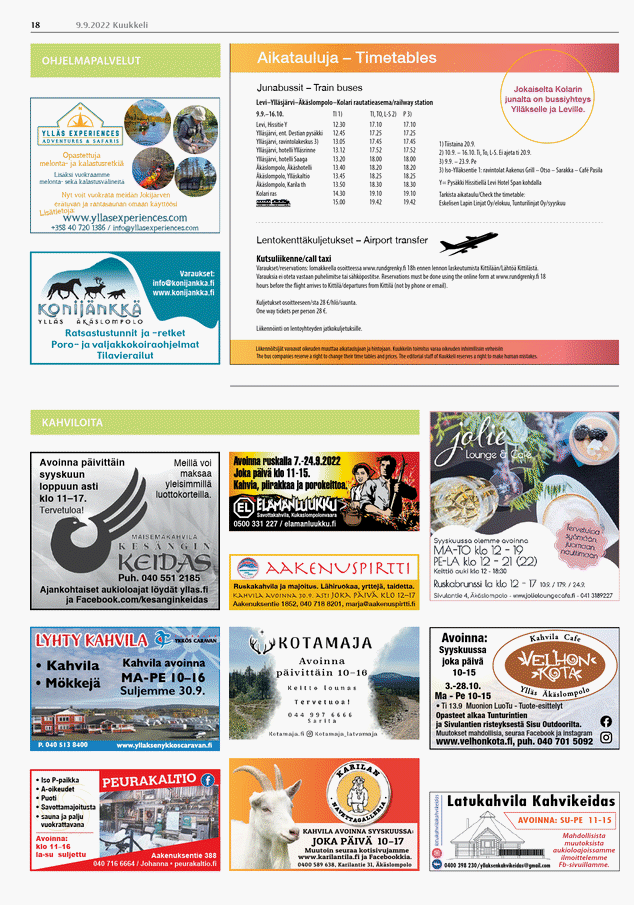 18
9.9.2022 Kuukkeli
OHJELMAPALVELUT
YLLÄS EXPERIENCES
ADVENTURES & SAFARIS
Opastettuja
melonta- ja kalastusretkiä
Lisäksi vuokraamme
melonta- sekä kalastusvälineitä
Nyt voit vuokrata meidän Jokijärven
erätuvan ja rantasaunan omaan käyttöösi
Lisätietoja
www.yllasexperiences.com
+358 40 720 1386 / info@yllasexperiences.com
Varaukset:
info@konijankka.fi
www.konijankka.fi
KONIJÄNKKÄ
YLLÄS ÄKÄSLOMPOLO
Ratsastustunnit ja -retket
Poro- ja valjakkokoiraohjelmat
Tilavierailut
Aikatauluja – Timetables
Junabussit – Train buses
Levi–Ylläsjärvi–Äkäslompolo–Kolari rautatieasema/railway station
9.9.–16.10. TI 1) TI, TO, L-S 2) P 3)
Levi, Hissitie Y 12.30 17.10 17.10
Ylläsjärvi, ent. Destian pysäkki 12.45 17.25 17.25
Ylläsjärvi, ravintolakeskus 3) 13.05 17.45 17.45
Ylläsjärvi, hotelli Ylläsrinne 13.12 17.52 17.52
Ylläsjärvi, hotelli Saaga 13.20 18.00 18.00
Äkäslompolo, Äkäshotelli 13.40 18.20 18.20
Äkäslompolo, Ylläskaltio 13.45 18.25 18.25
Äkäslompolo, Karila th 13.50 18.30 18.30
Kolari ras 14.30 19.10 19.10
15.00 19.42 19.42
Jokaiselta Kolarin
junalta on bussiyhteys
Ylläkselle ja Leville.
1) Tiistaina 20.9.
2) 10.9. – 16.10. Ti, To, L-S. Ei ajeta ti 20.9.
3) 9.9. – 23.9. Pe
3) Iso-Ylläksentie 1: ravintolat Aakenus Grill – Otso – Sarakka – Café Pasila
Y= Pysäkki Hissitiellä Levi Hotel Span kohdalla
Tarkista aikataulu/Check the timetable:
Eskelisen Lapin Linjat Oy/elokuu, Tunturilinjat Oy/syyskuu
Lentokenttäkuljetukset – Airport transfer
Kutsuliikenne/call taxi
Varaukset/reservations: lomakkeella osoitteessa www.rundgrenky.fi 18h ennen lennon laskeutumista Kittilään/Lähtöä Kittilästä.
Varauksia ei oteta vastaan puhelimitse tai sähköpostitse. Reservations must be done using the online form at www.rundgrenky.fi 18
hours before the flight arrives to Kittilä/departures from Kittilä (not by phone or email).
Kuljetukset osoitteeseen/sta 28 €/hlö/suunta.
One way tickets per person 28 €.
Liikennöinti on lentoyhteyden jatkokuljetuksille.
Liikennöitsijät varaavat oikeuden muuttaa aikataulujaan ja hintojaan. Kuukkelin toimitus varaa oikeuden inhimillisiin virheisiin.
The bus companies reserve a right to change their time tables and prices. The editorial staff of Kuukkeli reserves a right to make human mistakes.
KAHVILOITA
Avoinna päivittäin
syyskuun
loppuun asti
klo 11–17.
Tervetuloa!
Meillä voi
maksaa
yleisimmillä
luottokorteilla.
MAISEMAKAHVILA
KESÄNGIN
KEIDAS
Puh. 040 551 2185
Ajankohtaiset aukioloajat löydät yllas.fi
ja Facebook.com/kesanginkeidas
Avoinna ruskalla 7.-24.9.2022
Joka päivä klo 11-15.
Kahvia, piirakkaa ja porokeittoa.
EL
ELÄMÄNLUUKKU
Savottakahvila, Kukaslompolonvaara
0500 331 227 / elamanluukku.fi
AAKENUSPIRTTI
Ruskakahvila ja majoitus. Lähiruokaa, yrttejä, taidetta.
KAHVILA AVOINNA 30.9. ASTI JOKA PÄIVÄ KLO 12–17
Aakenuksentie 1852, 040 718 9201, marja@aakenuspirtti.fi
jolie
Lounge & Café
Tervetuloa
syömään,
juomaan,
nauttimaan
Syyskuussa olemme avoinna
MA-TO klo 12 - 19
PE-LA klo 12 - 21 (22)
Keittiö auki klo 12 - 18:30
Ruskabrunssi la klo 12 - 17 10.9. / 17.9. / 24.9.
Sivulantie 4, Äkäslompolo - www.jolieloungecafe.fi - 041 3189227
LYHTY KAHVILA
YKKÖS CARAVAN
• Kahvila
• Mökkejä
Kahvila avoinna
MA-PE 10–16
Suljemme 30.9.
P. 040 513 8400
www.yllaksenykkoscaravan.fi
KOTAMAJA
Avoinna
päivittäin 10–16
Keitto lounas
Tervetuloa!
044 997 6666
Sarita
Kotamaja.fi Kotamaja_latvamaja
Avoinna:
Syyskuussa
joka päivä
10-15
3.-28.10.
Ma - Pe 10-15
Kahvila Cafe
VELHON
KOTA
Ylläs Äkäslompolo
• Ti 13.9 Muonion LuoTu - Tuote-esittelyt
Opasteet alkaa Tunturintien
ja Sivulantien risteyksestä Sisu Outdoorilta.
Muutokset mahdollisia, seuraa Facebook ja Instagram
www.velhonkota.fi, puh. 040 701 5092
• Iso P-paikka
• A-oikeudet
• Puoti
• Savottamajoitusta
• sauna ja palju
vuokrattavana
Avoinna:
klo 11–16
la-su suljettu
PEURAKALTIO
Aakenuksentie 388
040 716 6664 / Johanna • peurakaltio.fi
KARILAN
NAVETTAGALLERIA
KAHVILA AVOINNA SYYSKUUSSA:
JOKA PÄIVÄ 10–17
Muutoin seuraa kotisivujamme
www.karilantila.fi ja Facebookkia.
0400 589 638, Karilantie 31, Äkäslompolo
Latukahvila Kahvikeidas
AVOINNA: SU-PE 11-15
Mahdollisista
muutoksista
aukioloajoissamme
ilmoittelemme
Fb-sivuillamme.
0400 398 230 /yllaksenkahvikeidas@gmail.com